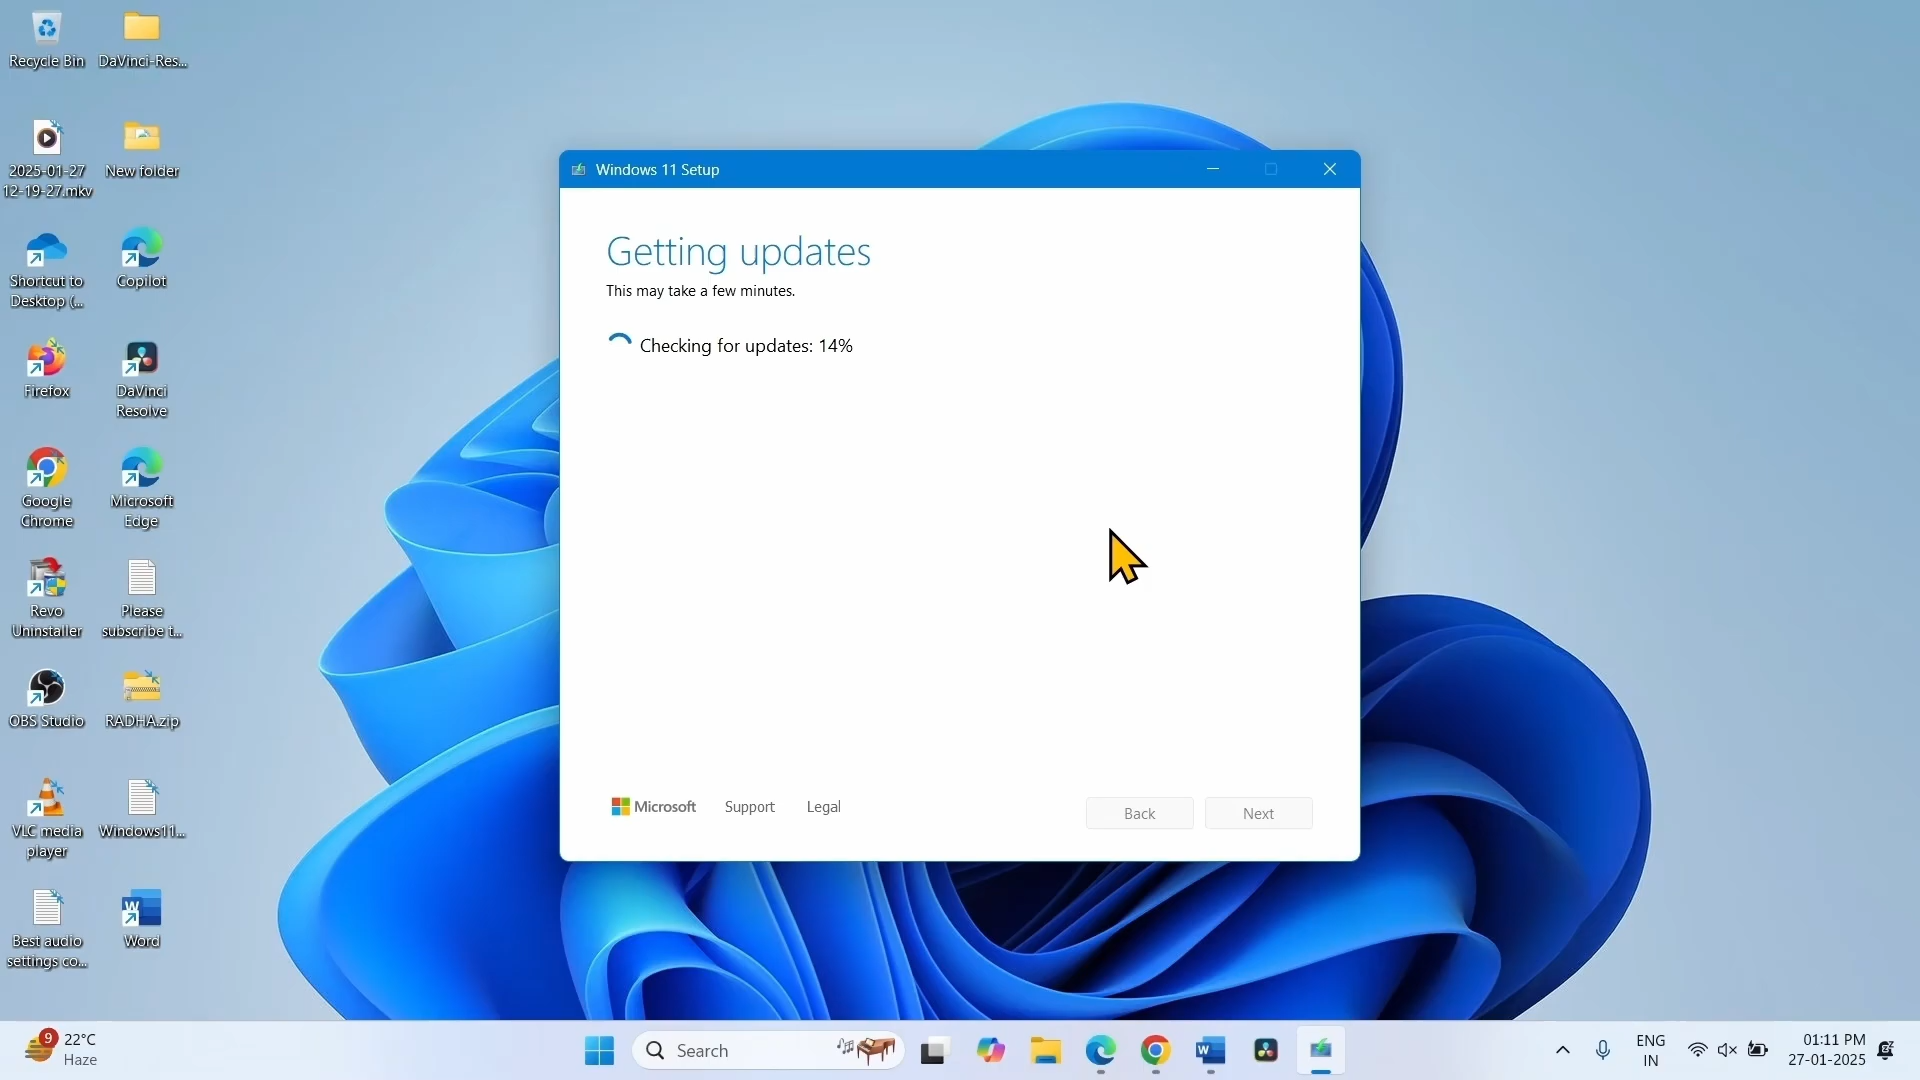 Recycle Bin
DaVinci-Res...
2025-01-27
12-19-27.mkv
New folder
Shortcut to
Desktop (...
Copilot
Firefox
DaVinci
Resolve
Google
Chrome
Microsoft
Edge
Revo
Uninstaller
Please
subscribe t...
OBS Studio
RADHA.zip
VLC media
player
Windows11...
Best audio
settings co...
W
Word
Windows 11 Setup
Getting updates
This may take a few minutes.
Checking for updates: 14%
Microsoft
Support
Legal
Back
Next
9
22°C
Haze
Search
W
ENG
IN
01:11 PM
27-01-2025